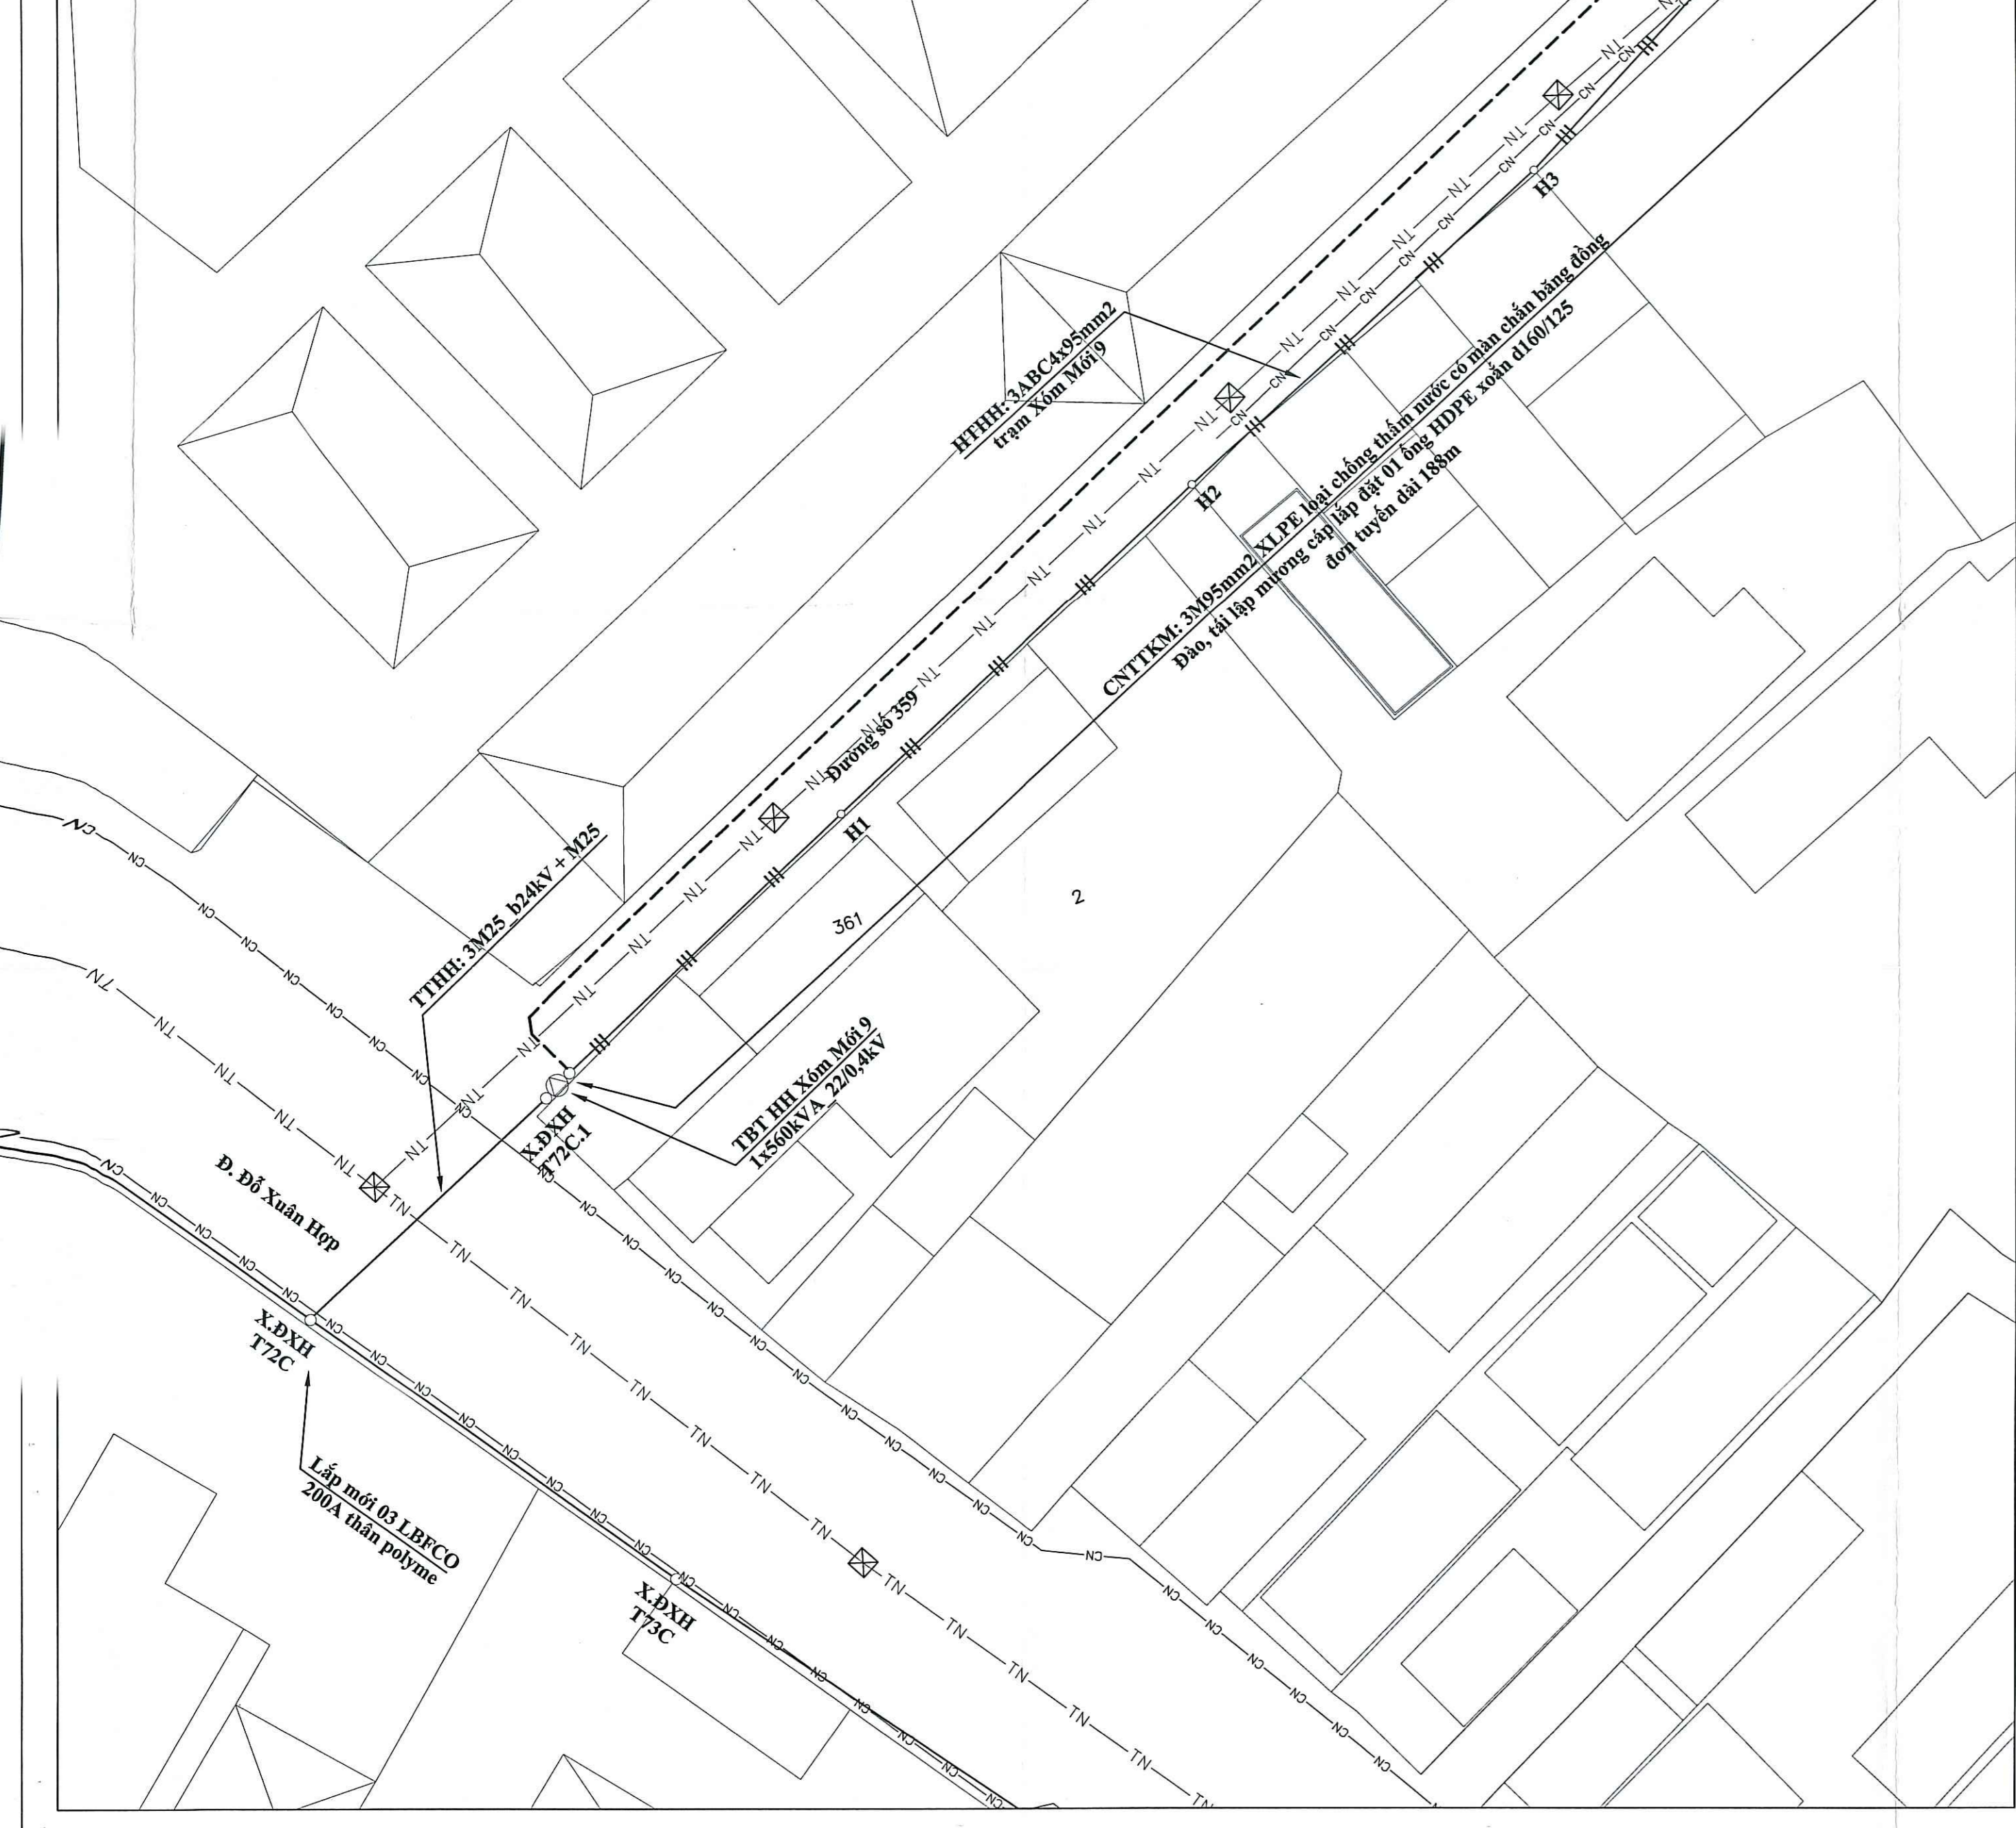 H3
HTHH: 3ABC4x95mm2
trạm Xóm Mới 9
CNTTKM: 3M95mm2 XLPE loại chống thấm nước có màn chắn băng đồng
Đào, tái lập mương cáp lắp đặt 01 ống HDPE xoắn d160/125
đơn tuyến dài 188m
H2
Đường số 359
H1
TTHH: 3M25_b24kV + M25
361
2
TBT HH Xóm Mới 9
1x560kVA_22/0,4kV
X.ĐXH
T72C.1
Đ. Đỗ Xuân Hợp
X.ĐXH
T72C
Lắp mới 03 LBFCO
200A thân polyme
X.ĐXH
T73C
TN
CN